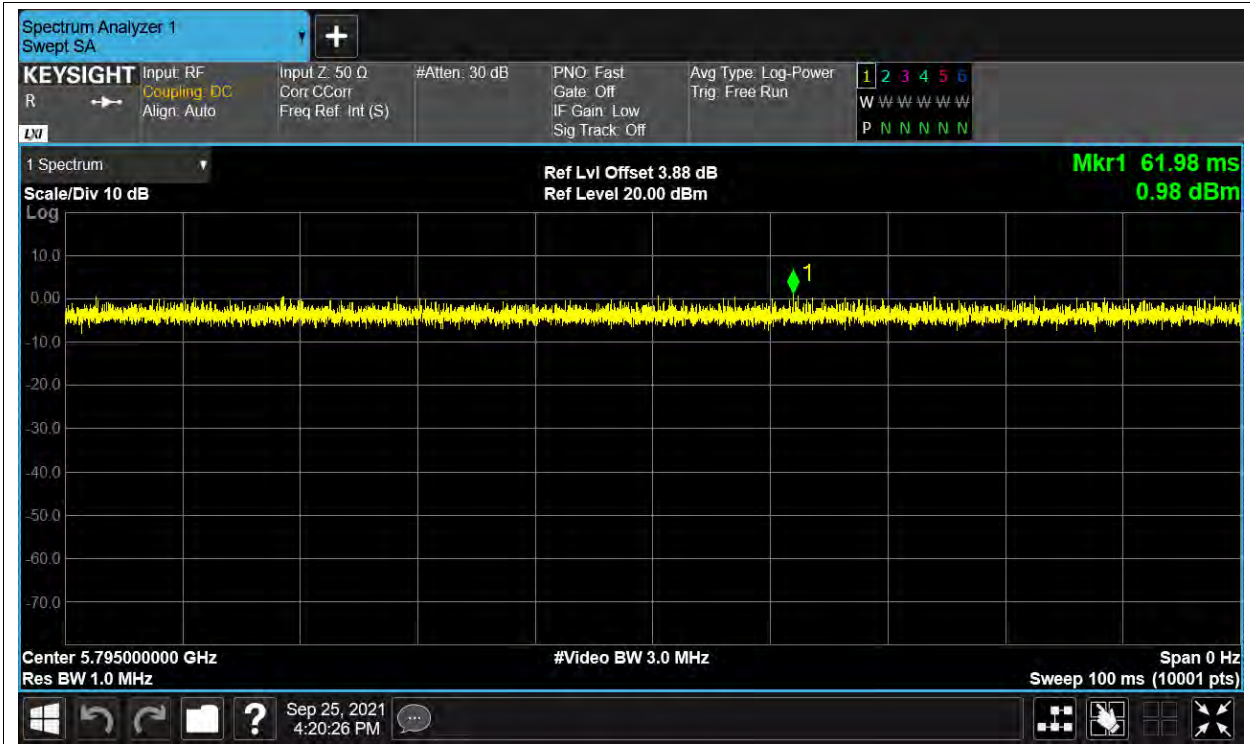 Spectrum Analyzer 1
Swept SA
KEYSIGHT
R
LXI
Input: RF
Coupling: DC
Align: Auto
Input Z: 50 Ω
Corr CCorr
Freq Ref: Int (S)
#Atten: 30 dB
PNO: Fast
Gate: Off
IF Gain: Low
Sig Track: Off
Avg Type: Log-Power
Trig: Free Run
1 2 3 4 5 6
W W W W W W
P N N N N N
1 Spectrum
Scale/Div 10 dB
Ref Lvl Offset 3.88 dB
Ref Level 20.00 dBm
Mkr1 61.98 ms
0.98 dBm
Log
10.0
0.00
-10.0
-20.0
-30.0
-40.0
-50.0
-60.0
-70.0
1
Center 5.795000000 GHz
Res BW 1.0 MHz
#Video BW 3.0 MHz
Span 0 Hz
Sweep 100 ms (10001 pts)
?
Sep 25, 2021
4:20:26 PM